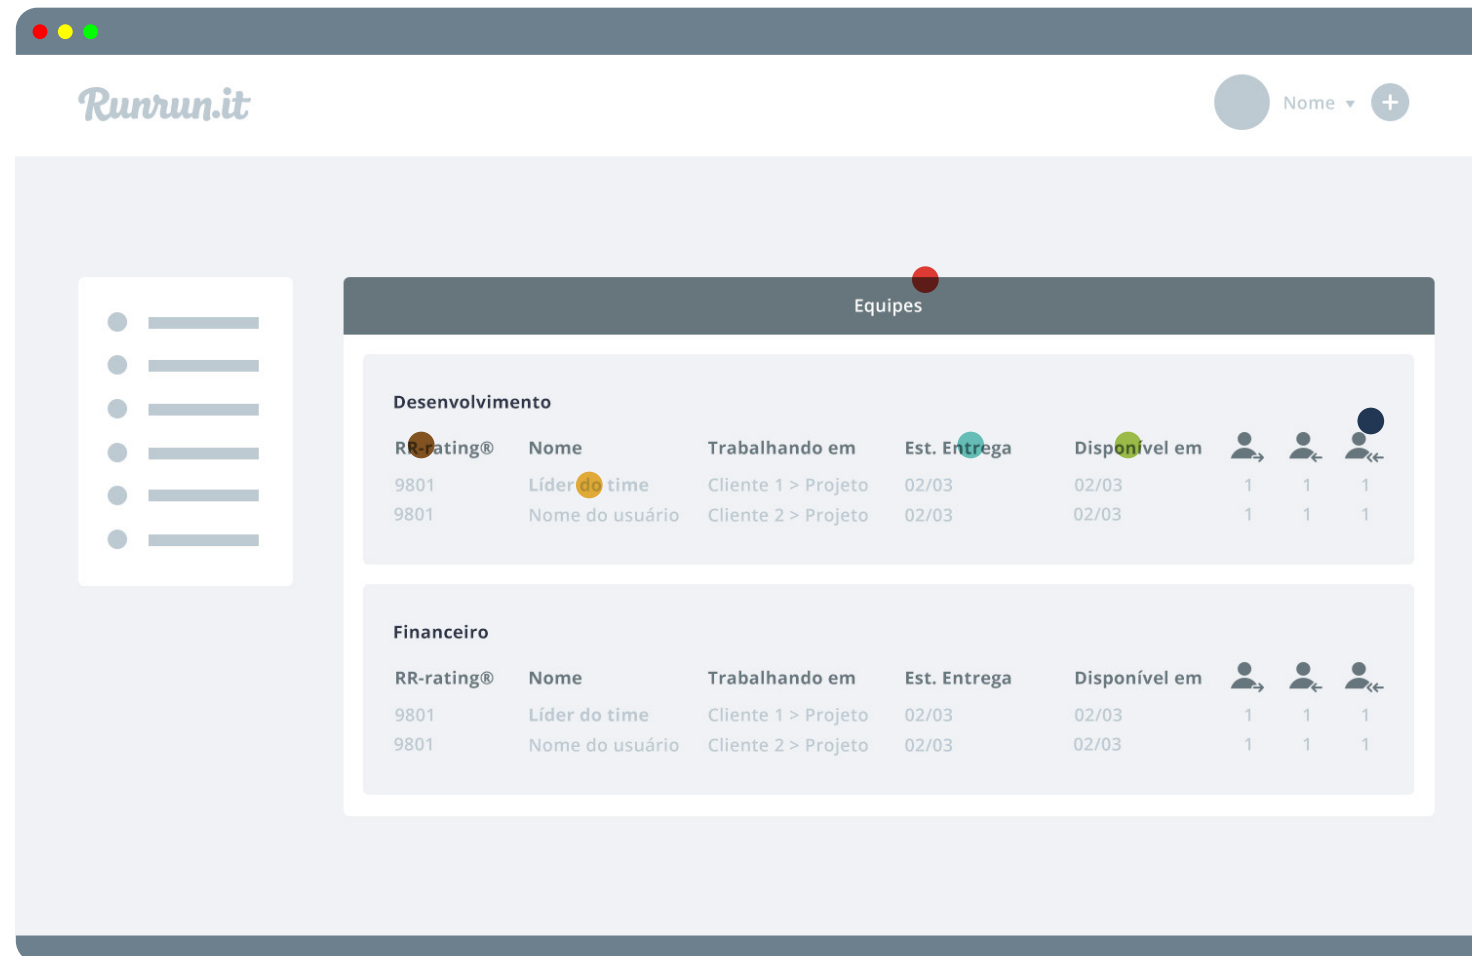 Runrun.it
Nome
Equipes
Desenvolvimento
RR-rating® Nome Trabalhando em Est. Entrega Disponível em
9801 Líder do time Cliente 1 > Projeto 02/03 02/03 1 1 1
9801 Nome do usuário Cliente 2 > Projeto 02/03 02/03 1 1 1
Financeiro
RR-rating® Nome Trabalhando em Est. Entrega Disponível em
9801 Líder do time Cliente 1 > Projeto 02/03 02/03 1 1 1
9801 Nome do usuário Cliente 2 > Projeto 02/03 02/03 1 1 1